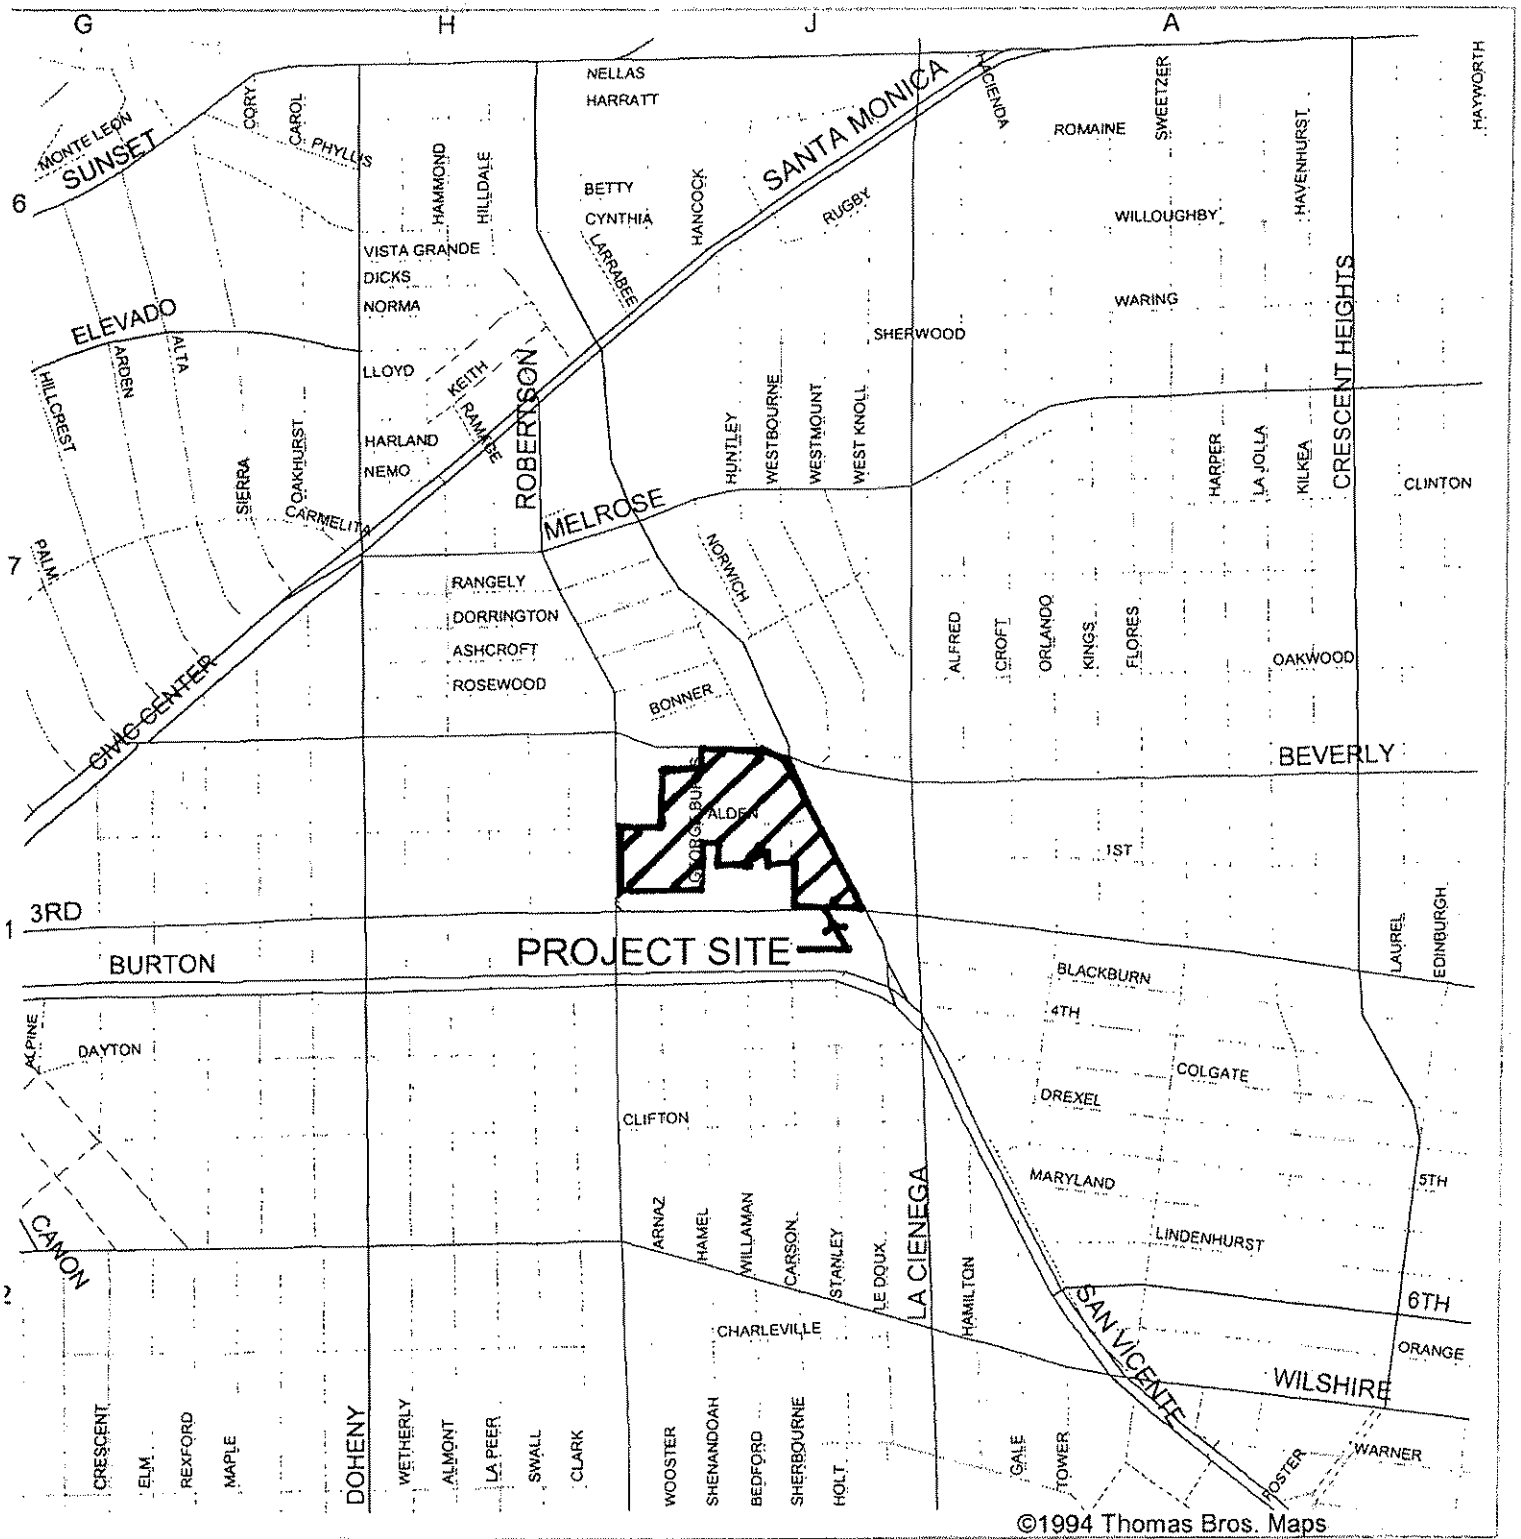 G H J A
NELLAS
HARRATT
CORY
CAROL
PHYLLIS
MONTE LEON
SUNSET
6
HAMMOND
HILLDALE
BETTY
CYNTHIA
HANCOCK
LARRABEE
SANTA MONICA
RUGBY
HACIENDA
ROMAINE
SWEETZER
HAVENHURST
HAYWORTH
WILLOUGHBY
VISTA GRANDE
DICKS
NORMA
WARING
ELEVADO
SHERWOOD
CRESCENT HEIGHTS
ARDEN
ALTA
HILLCREST
LLOYD
KEITH
RAMAGE
ROBERTSON
HARLAND
NEMO
SIERRA
OAKHURST
CARMELITA
HUNTLEY
WESTBOURNE
WESTMOUNT
WEST KNOLL
HARPER
LA JOLLA
KILKEA
CLINTON
MELROSE
7
PALM
NORWICH
RANGELY
DORRINGTON
ASHCROFT
ROSEWOOD
BONNER
ALFRED
CROFT
ORLANDO
KINGS
FLORES
OAKWOOD
CIVIC CENTER
BEVERLY
GEORGE BURNS
ALDEN
1ST
1
3RD
LAUREL
EDINBURGH
PROJECT SITE
BURTON
BLACKBURN
4TH
ALPINE
DAYTON
COLGATE
DREXEL
CLIFTON
MARYLAND
5TH
LINDENHURST
CANON
ARNAZ
HAMEL
WILLAMAN
CARSON
STANLEY
LE DOUX
LA CIENEGA
HAMILTON
2
SAN VICENTE
6TH
CHARLEVILLE
ORANGE
WILSHIRE
CRESCENT
ELM
REXFORD
MAPLE
DOHENY
WETHERLY
ALMONT
LA PEER
SWALL
CLARK
WOOSTER
SHENANDOAH
BEDFORD
SHERBOURNE
HOLT
GALE
TOWER
FOSTER
WARNER
©1994 Thomas Bros. Maps